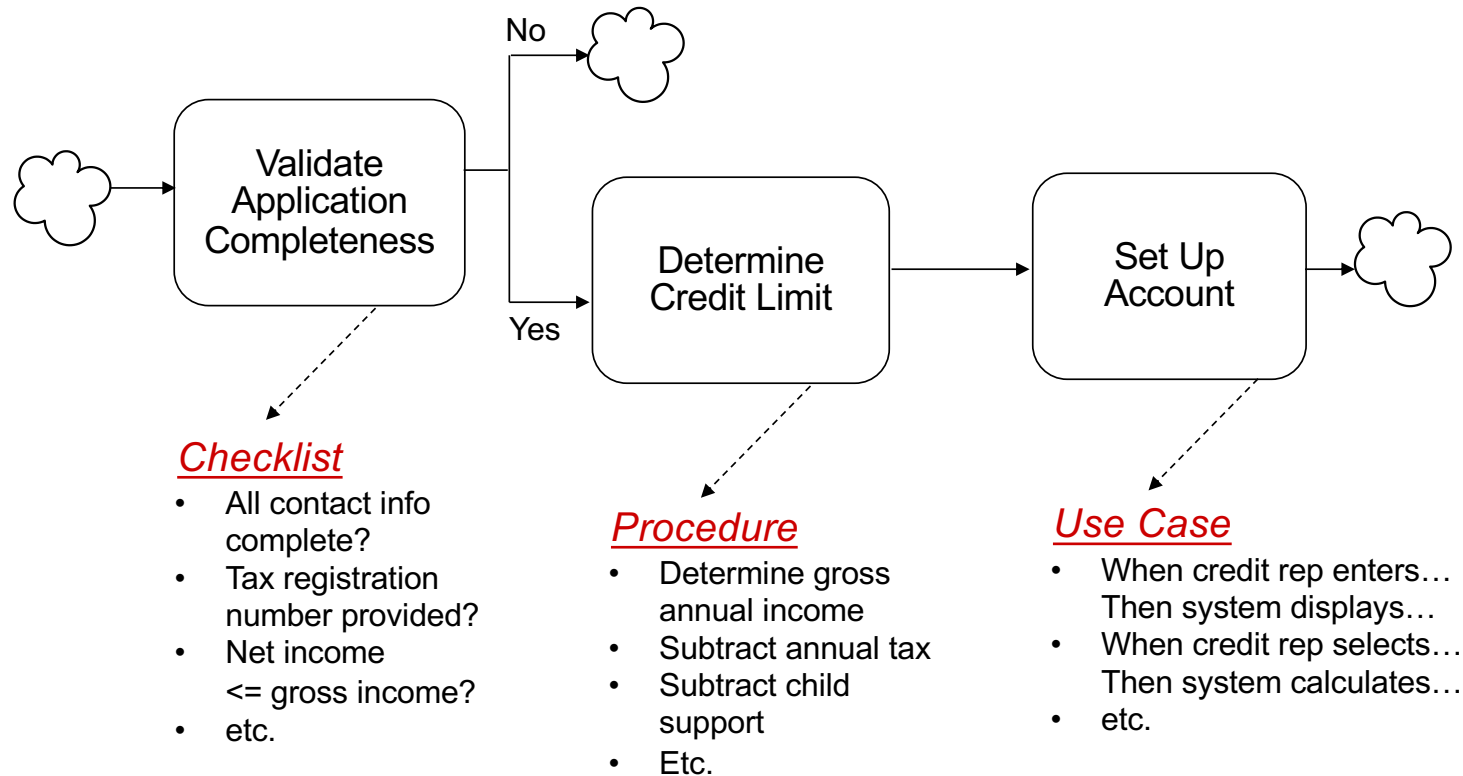 No
Validate
Application
Completeness
Yes
Determine
Credit Limit
Set Up
Account
Checklist
• All contact info
complete?
• Tax registration
number provided?
• Net income
<= gross income?
• etc.
Procedure
• Determine gross
annual income
• Subtract annual tax
• Subtract child
support
• Etc.
Use Case
• When credit rep enters…
Then system displays…
• When credit rep selects…
Then system calculates…
• etc.